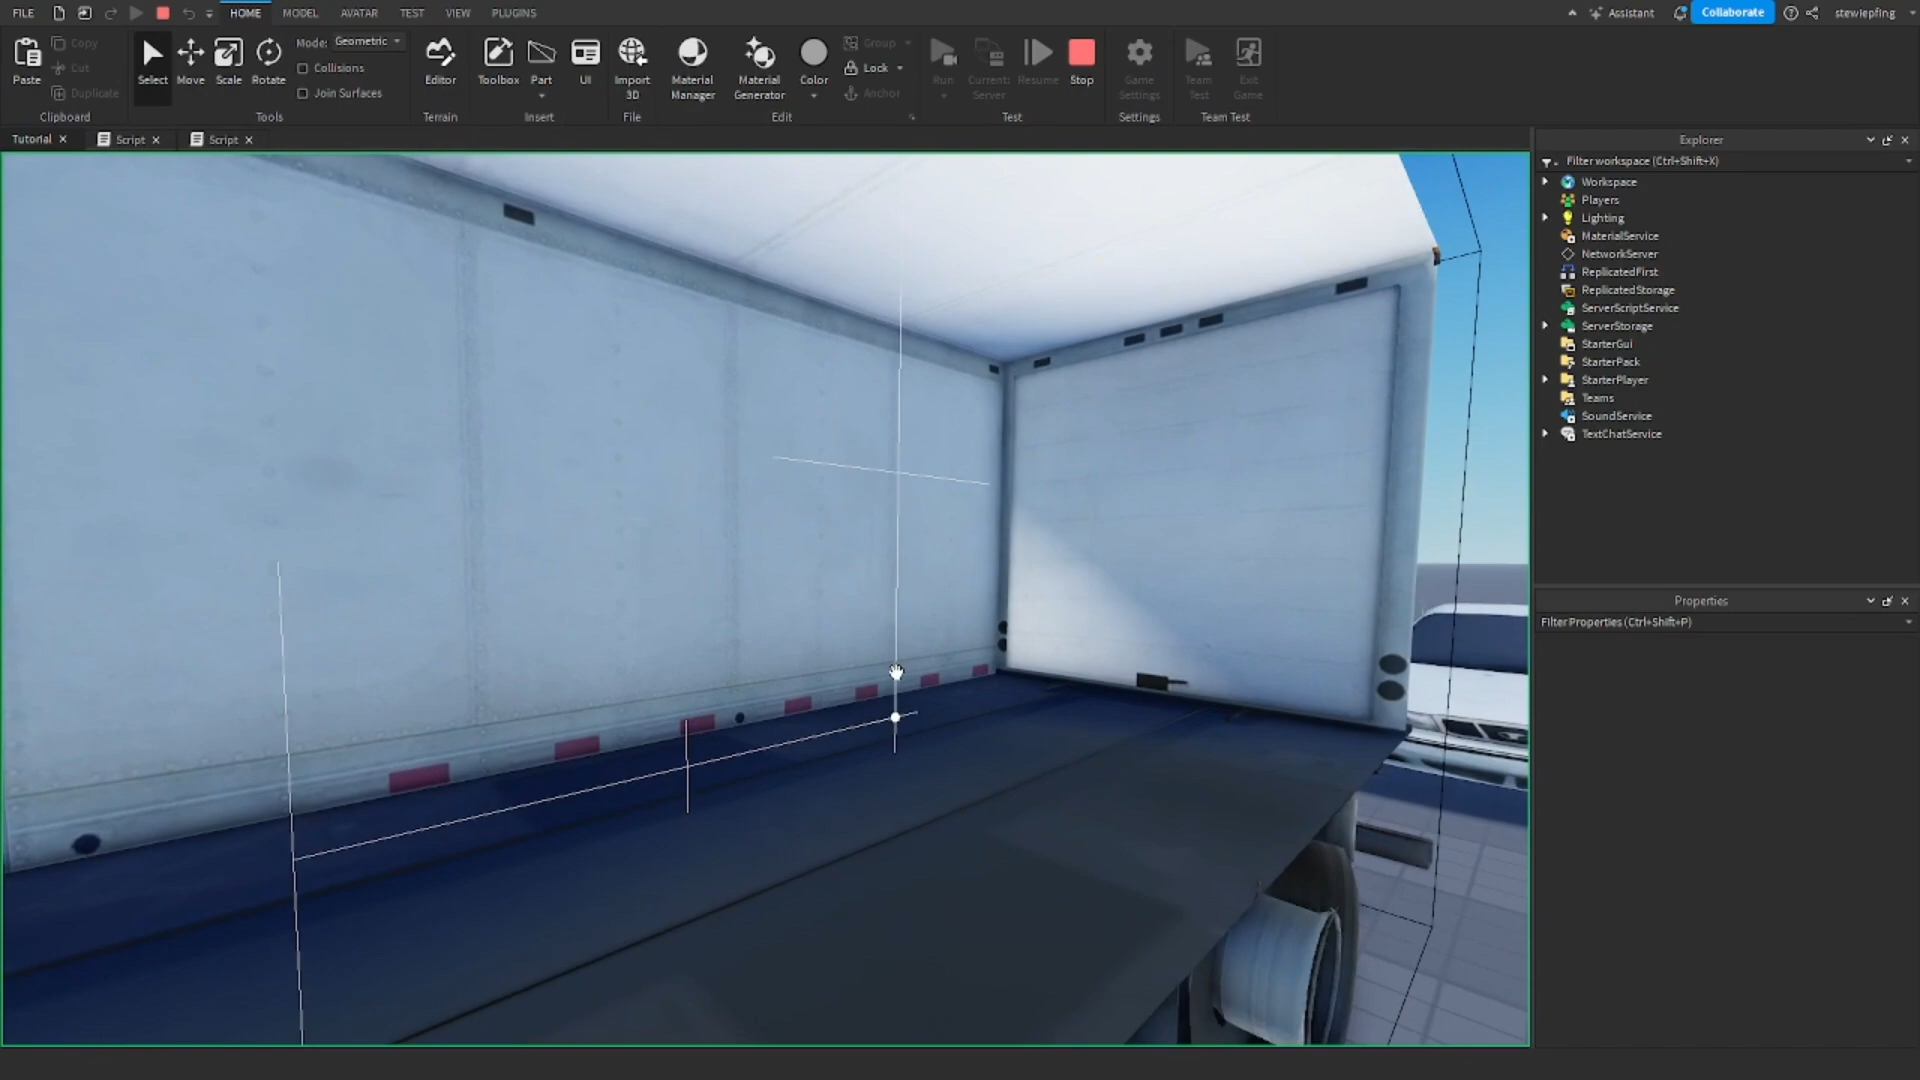 FILE HOME MODEL AVATAR TEST VIEW PLUGINS Assistant Collaborate stewiepfing
Paste Copy Cut Duplicate Clipboard
Select Move Scale Rotate Mode: Geometric Collisions Join Surfaces Tools
Editor Terrain
Toolbox Part UI Insert
Import 3D File
Material Manager Material Generator Color Group Lock Anchor Edit
Run Current: Server Resume Stop Test
Game Settings Settings
Team Test Exit Game Team Test
Tutorial Script Script
Explorer
Filter workspace (Ctrl+Shift+X)
Workspace
Players
Lighting
MaterialService
NetworkServer
ReplicatedFirst
ReplicatedStorage
ServerScriptService
ServerStorage
StarterGui
StarterPack
StarterPlayer
Teams
SoundService
TextChatService
Properties
Filter Properties (Ctrl+Shift+P)